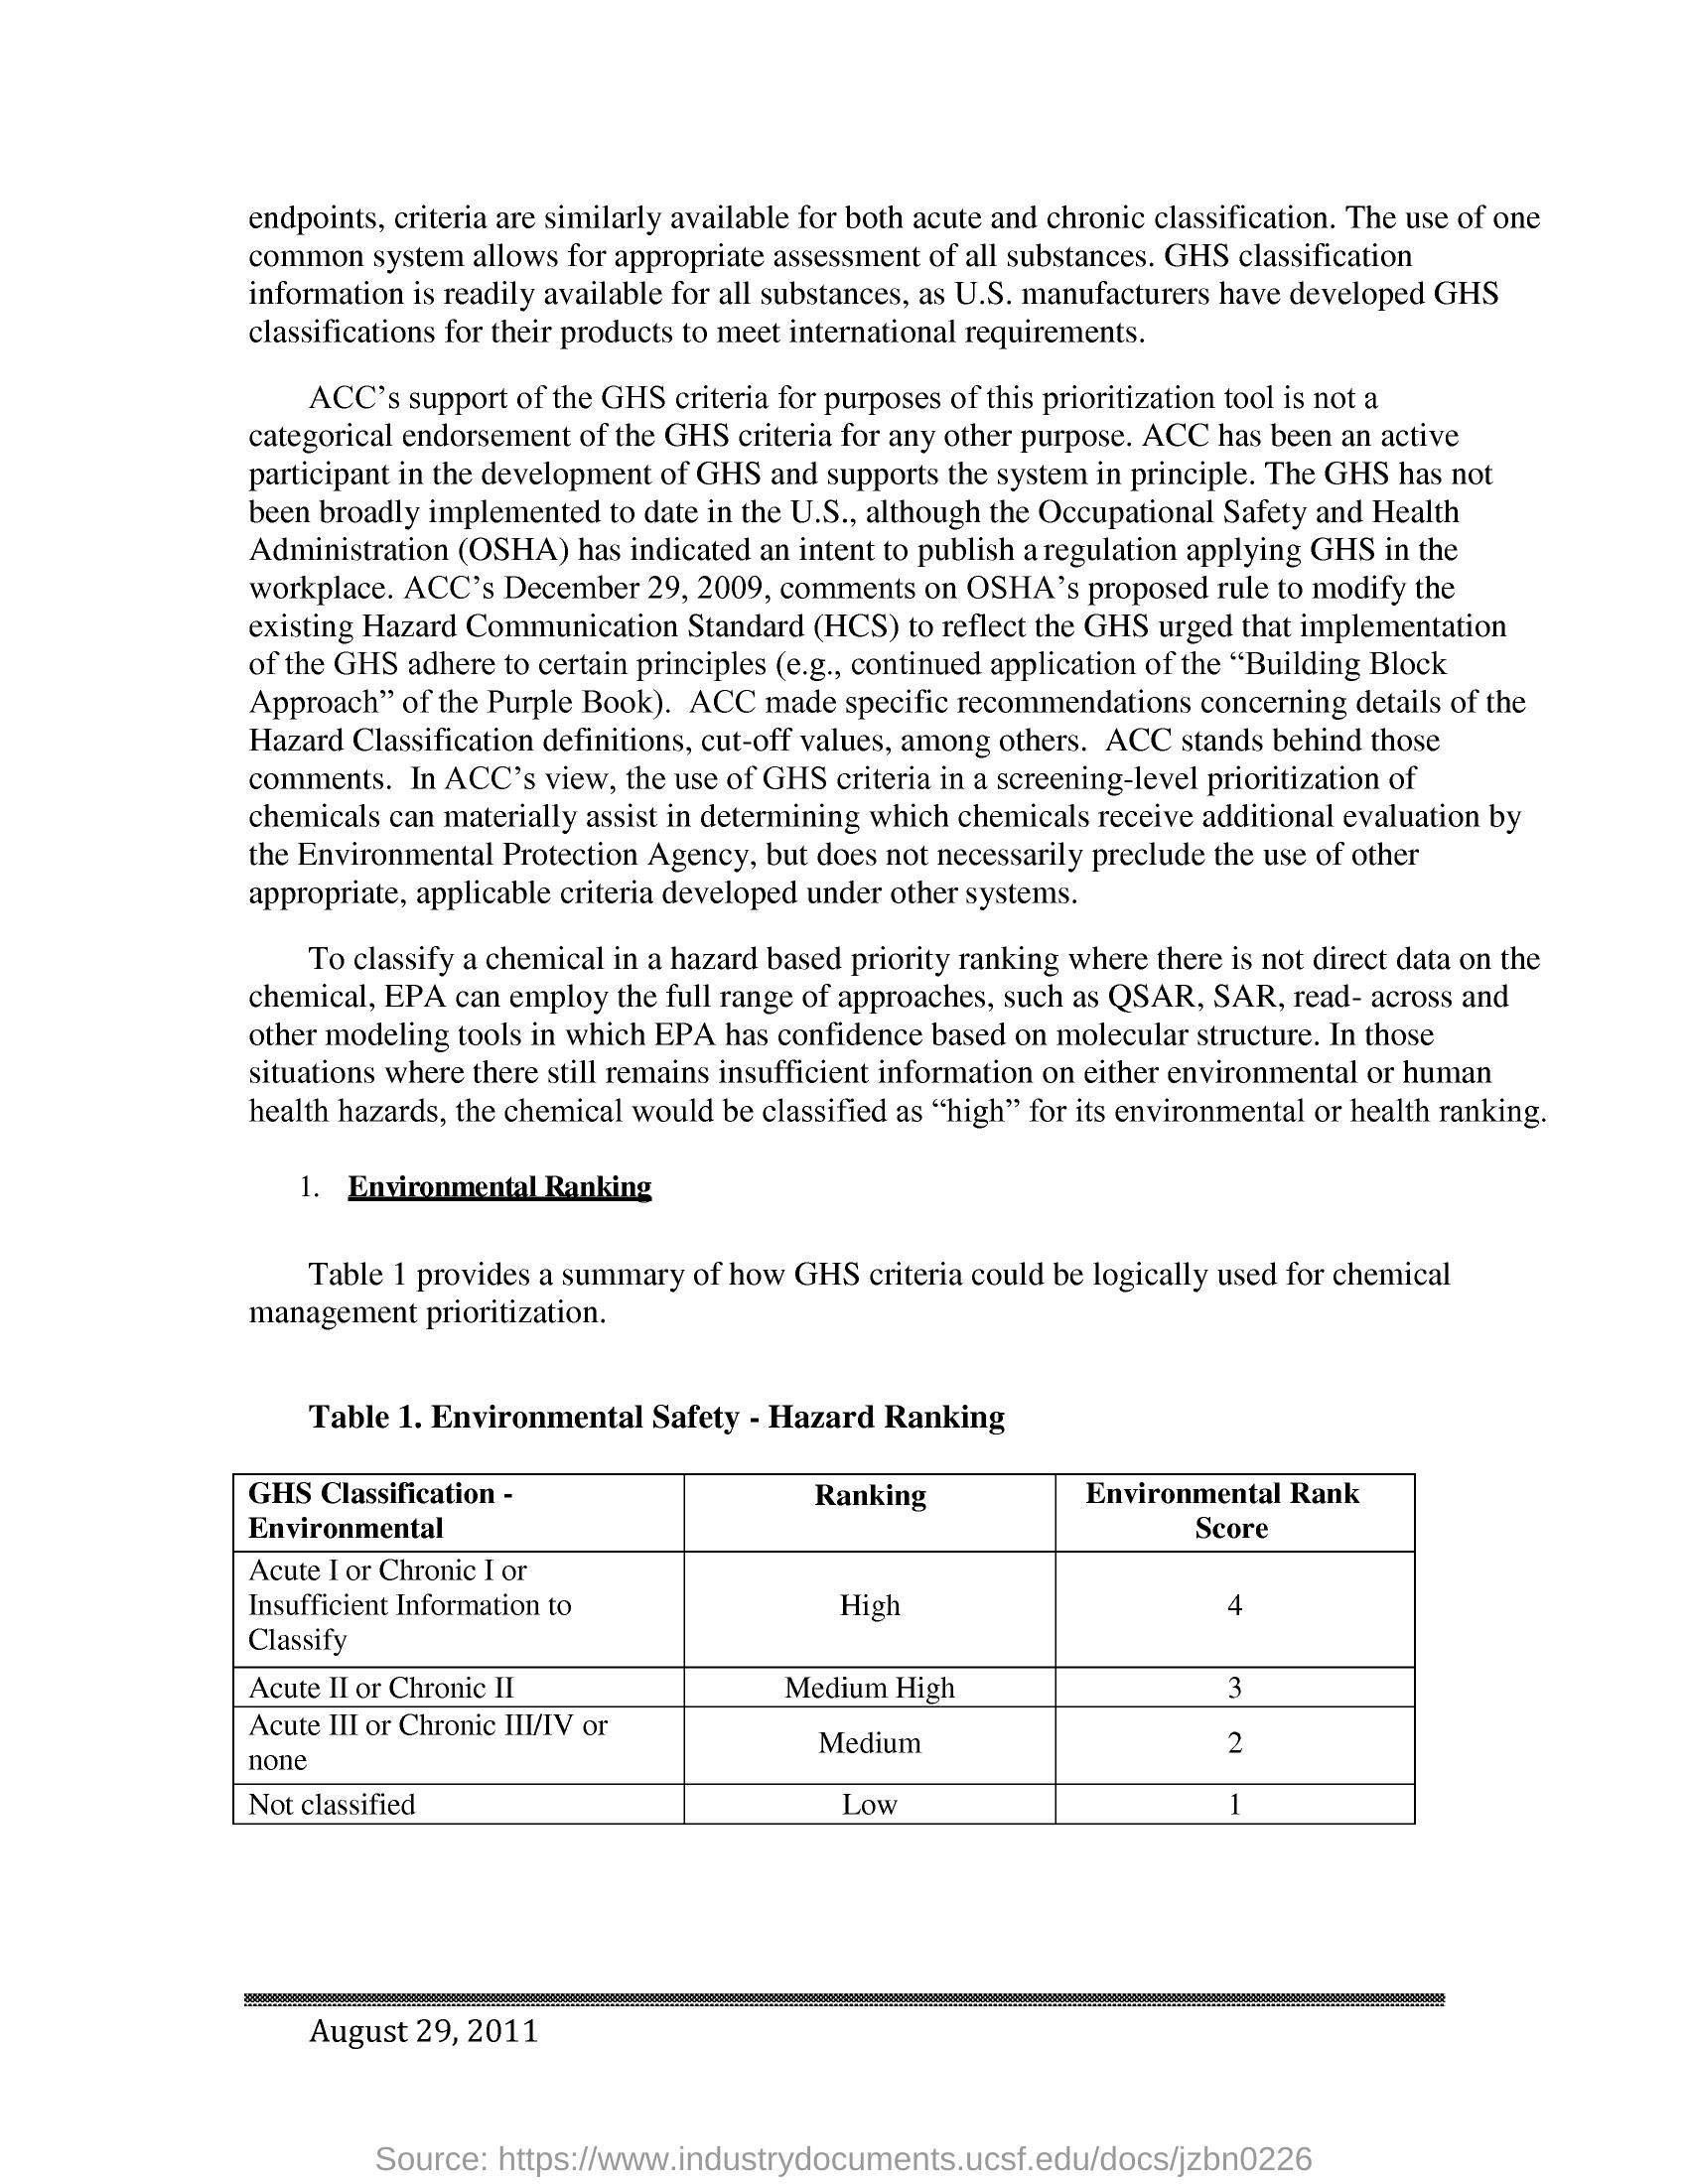 endpoints, criteria are similarly available for both acute and chronic classification. The use of one
common system allows for appropriate assessment of all substances. GHS classification
information is readily available for all substances, as U.S. manufacturers have developed GHS
classifications for their products to meet international requirements.
ACC’s support of the GHS criteria for purposes of this prioritization tool is not a
categorical endorsement of the GHS criteria for any other purpose. ACC has been an active
participant in the development of GHS and supports the system in principle. The GHS has not
been broadly implemented to date in the U.S., although the Occupational Safety and Health
Administration (OSHA) has indicated an intent to publish a regulation applying GHS in the
workplace. ACC’s December 29, 2009, comments on OSHA’s proposed rule to modify the
existing Hazard Communication Standard (HCS) to reflect the GHS urged that implementation
of the GHS adhere to certain principles (e.g., continued application of the “Building Block
Approach” of the Purple Book). ACC made specific recommendations concerning details of the
Hazard Classification definitions, cut-off values, among others. ACC stands behind those
comments. In ACC’s view, the use of GHS criteria in a screening-level prioritization of
chemicals can materially assist in determining which chemicals receive additional evaluation by
the Environmental Protection Agency, but does not necessarily preclude the use of other
appropriate, applicable criteria developed under other systems.
To classify a chemical in a hazard based priority ranking where there is not direct data on the
chemical, EPA can employ the full range of approaches, such as QSAR, SAR, read- across and
other modeling tools in which EPA has confidence based on molecular structure. In those
situations where there still remains insufficient information on either environmental or human
health hazards, the chemical would be classified as “high” for its environmental or health ranking.
1. Environmental Ranking
Table 1 provides a summary of how GHS criteria could be logically used for chemical
management prioritization.
Table 1. Environmental Safety - Hazard Ranking
GHS Classification -
Environmental
Ranking
Environmental Rank
Score
Acute I or Chronic I or
Insufficient Information to
Classify
High
4
Acute II or Chronic II
Medium High
3
Acute III or Chronic III/IV or
none
Medium
2
Not classified
Low
1
August 29, 2011
Source: https://www.industrydocuments.ucsf.edu/docs/jzbn0226